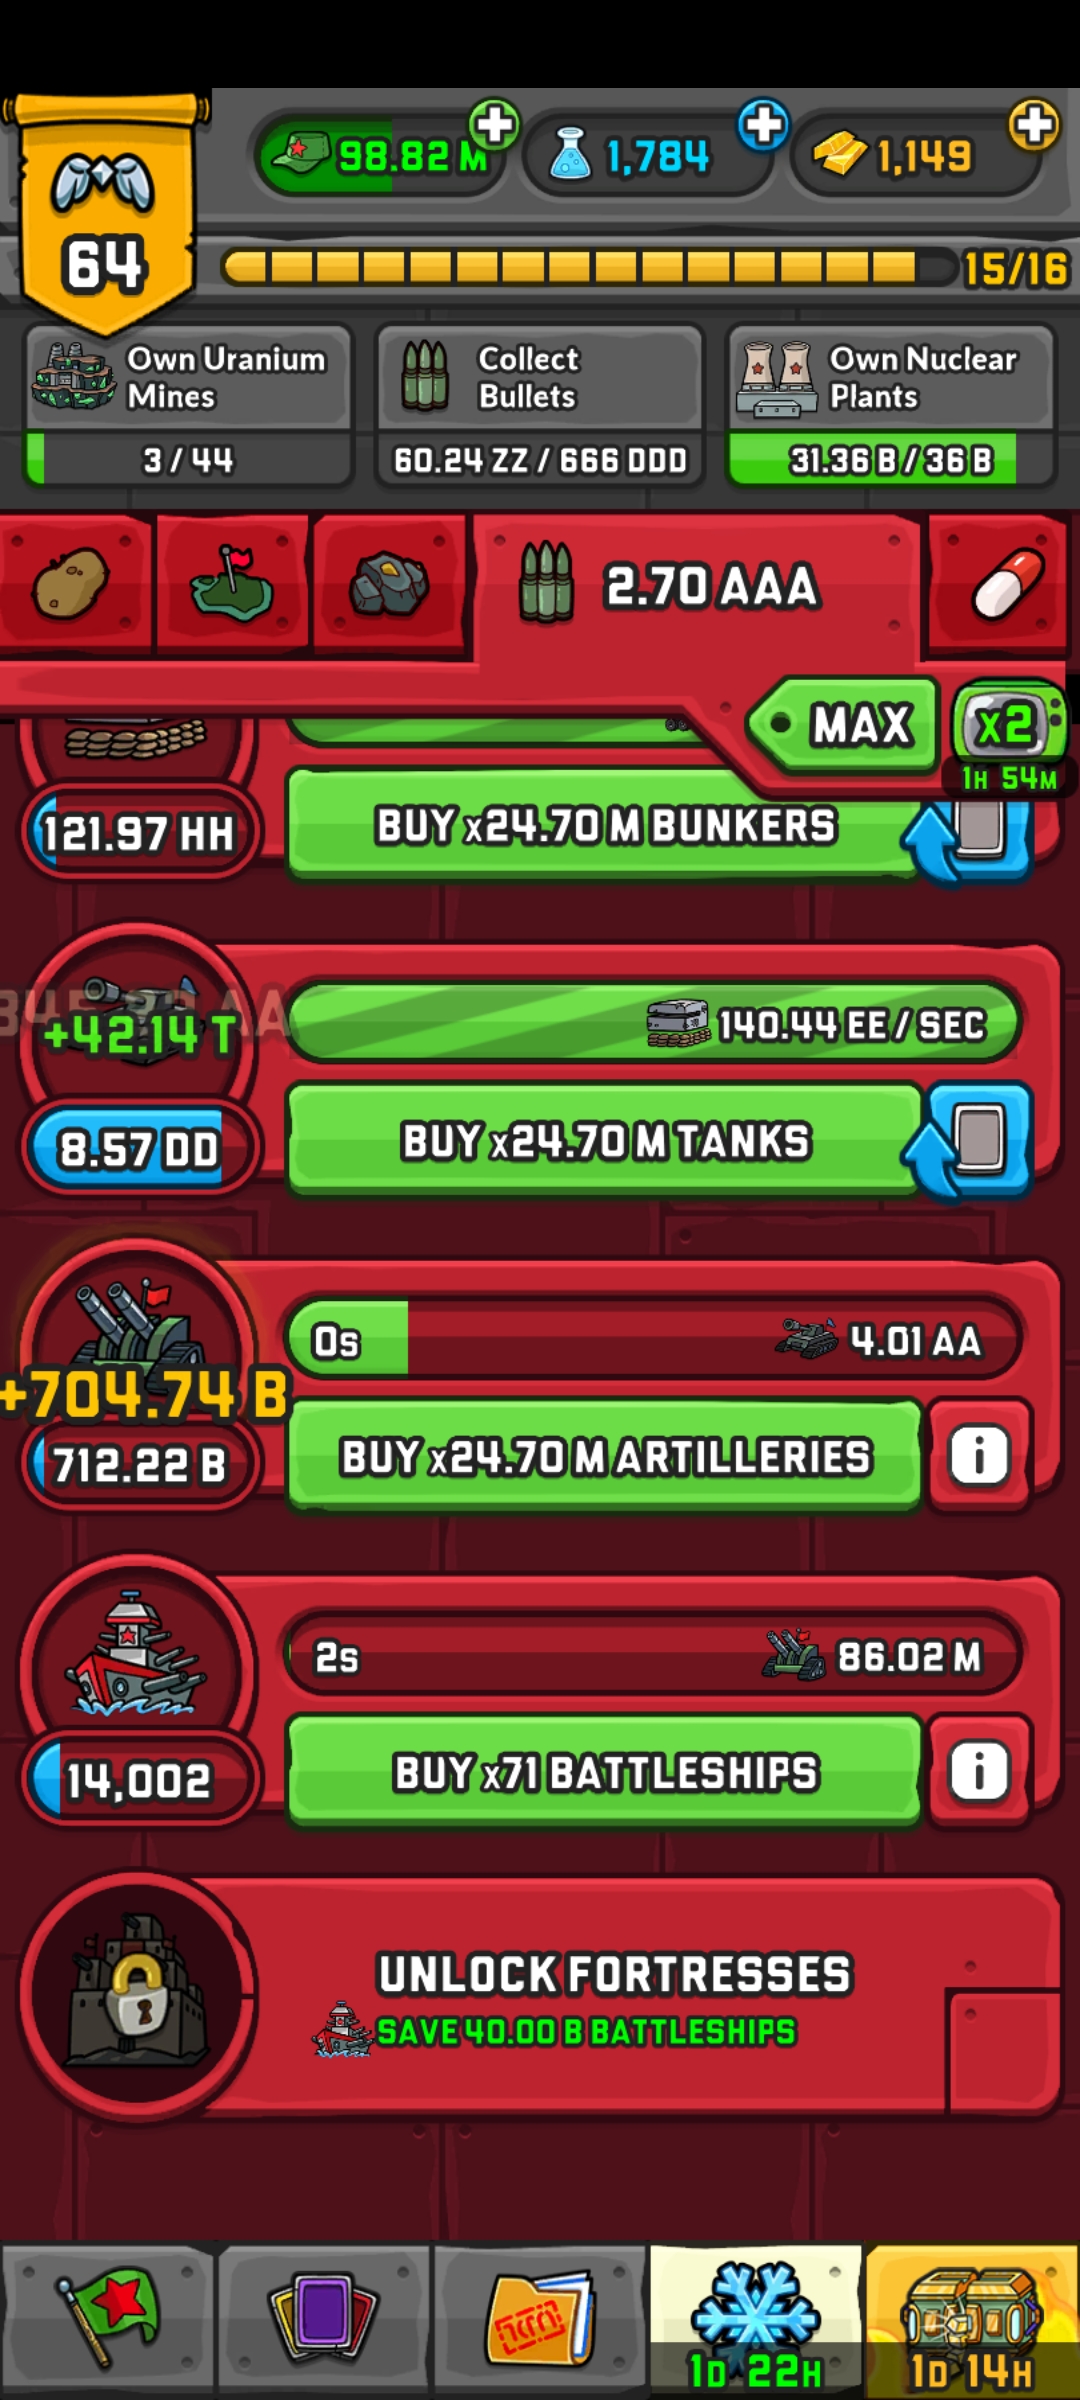 98.82 M
1,784
1,149
64
15/16
Own Uranium
Mines
3 / 44
Collect
Bullets
60.24 ZZ / 666 DDD
Own Nuclear
Plants
31.36 B / 36 B
2.70 AAA
MAX
x2
1H 54M
121.97 HH
BUY x24.70 M BUNKERS
+42.14 T
140.44 EE / SEC
8.57 DD
BUY x24.70 M TANKS
0s
4.01 AA
+704.74 B
712.22 B
BUY x24.70 M ARTILLERIES
i
2s
86.02 M
14,002
BUY x71 BATTLESHIPS
i
UNLOCK FORTRESSES
SAVE 40.00 B BATTLESHIPS
1D 22H
1D 14H